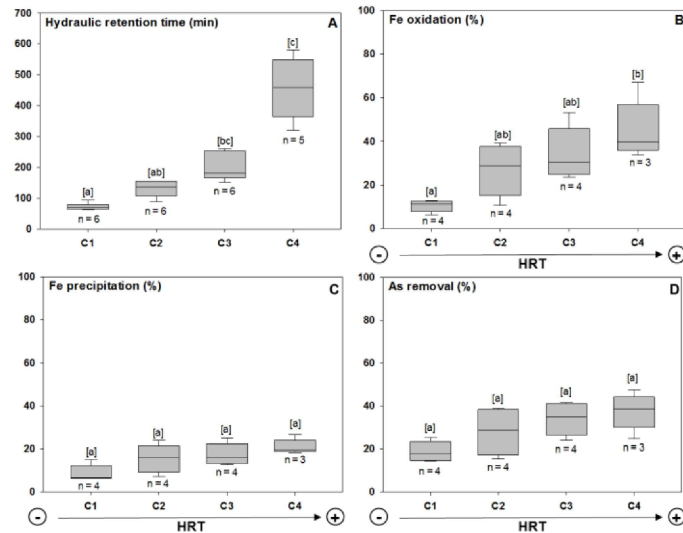 Hydraulic retention time (min) A
700
600
500
400
300
200
100
0
[a] [ab] [bc] [c]
n = 6 n = 6 n = 6 n = 5
C1 C2 C3 C4
Fe oxidation (%) B
100
80
60
40
20
0
[a] [ab] [ab] [b]
n = 4 n = 4 n = 4 n = 3
C1 C2 C3 C4
- HRT +
Fe precipitation (%) C
100
80
60
40
20
0
[a] [a] [a] [a]
n = 4 n = 4 n = 4 n = 3
C1 C2 C3 C4
- HRT +
As removal (%) D
100
80
60
40
20
0
[a] [a] [a] [a]
n = 4 n = 4 n = 4 n = 3
C1 C2 C3 C4
- HRT +